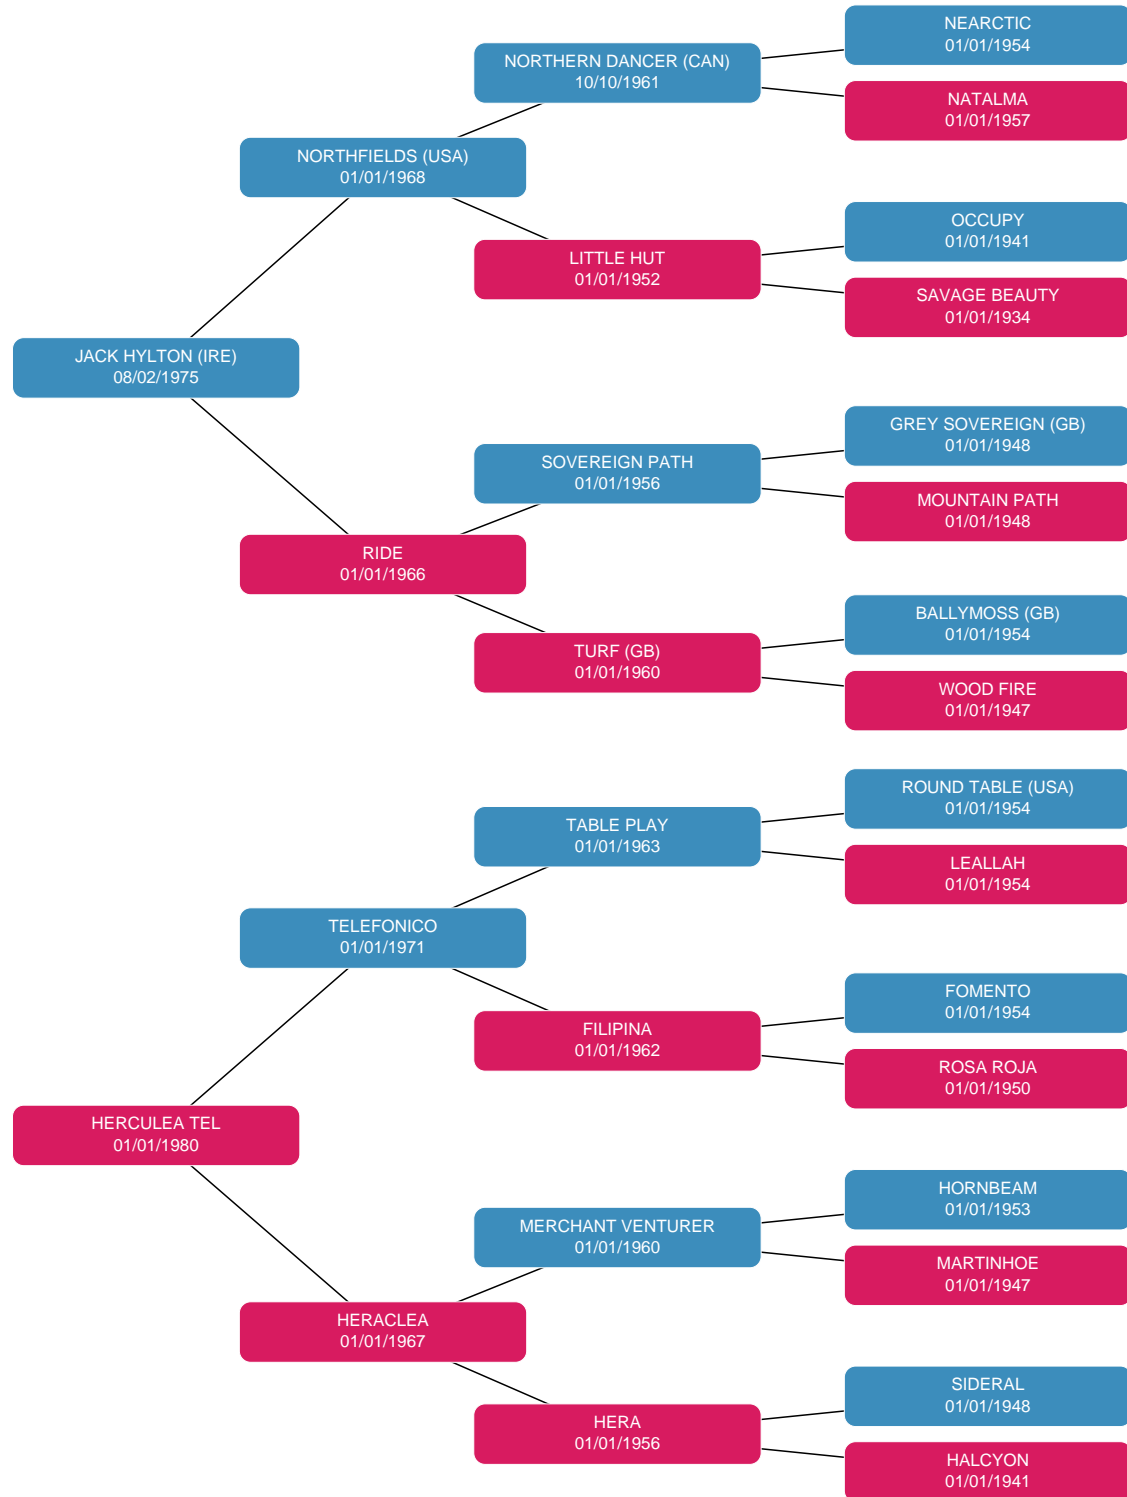 NEARCTIC
01/01/1954
NORTHERN DANCER (CAN)
10/10/1961
NATALMA
01/01/1957
NORTHFIELDS (USA)
01/01/1968
OCCUPY
01/01/1941
LITTLE HUT
01/01/1952
SAVAGE BEAUTY
01/01/1934
JACK HYLTON (IRE)
08/02/1975
GREY SOVEREIGN (GB)
01/01/1948
SOVEREIGN PATH
01/01/1956
MOUNTAIN PATH
01/01/1948
RIDE
01/01/1966
BALLYMOSS (GB)
01/01/1954
TURF (GB)
01/01/1960
WOOD FIRE
01/01/1947
ROUND TABLE (USA)
01/01/1954
TABLE PLAY
01/01/1963
LEALLAH
01/01/1954
TELEFONICO
01/01/1971
FOMENTO
01/01/1954
FILIPINA
01/01/1962
ROSA ROJA
01/01/1950
HERCULEA TEL
01/01/1980
HORNBEAM
01/01/1953
MERCHANT VENTURER
01/01/1960
MARTINHOE
01/01/1947
HERACLEA
01/01/1967
SIDERAL
01/01/1948
HERA
01/01/1956
HALCYON
01/01/1941